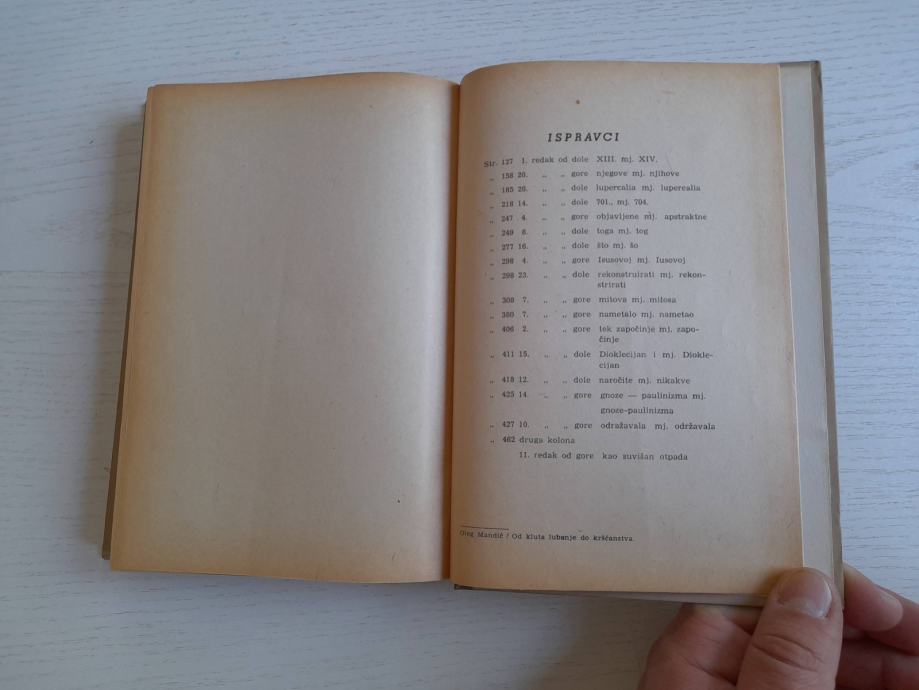 ISPRAVCI
Str. 127 1. redak od dole XIII. mj. XIV.
„ 158 20. „ „ gore njegove mj. njihove
„ 185 20. „ „ dole lupercalia mj. luperealia
„ 218 14. „ „ dole 701., mj. 704.
„ 247 4. „ „ gore objavljene mj. apstraktne
„ 249 6. „ „ dole toga mj. tog
„ 277 16. „ „ dole što mj. šo
„ 298 4. „ „ gore Ieusovoj mj. Iusovoj
„ 298 23. „ „ dole rekonstruirati mj. rekon-
strirati
„ 309 7. „ „ gore mitova mj. mitosa
„ 380 7. „ „ gore nametalo mj. nametao
„ 406 2. „ „ gore tek započinje mj. zapo-
činje
„ 411 15. „ „ dole Dioklecijan i mj. Diokle-
cijan
„ 418 12. „ „ dole naročite mj. nikakve
„ 425 14. „ „ gore gnoze — paulinizma mj.
gnoze-paulinizma
„ 427 10. „ „ gore odražavala mj. održavala
„ 462 druga kolona
11. redak od gore kao suvišan otpada
Oleg Mandić / Od kulta lubanje do kršćanstva.